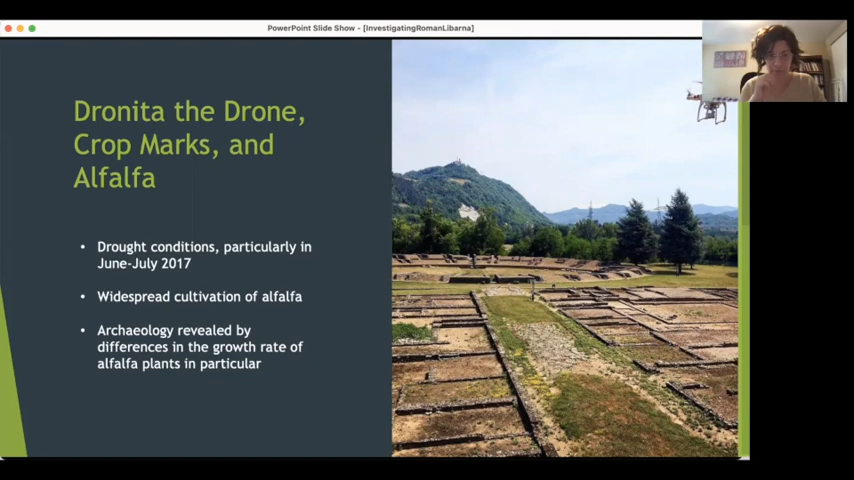 PowerPoint Slide Show - [InvestigatingRomanLibarna]
Dronita the Drone,
Crop Marks, and
Alfalfa
• Drought conditions, particularly in
June-July 2017
• Widespread cultivation of alfalfa
• Archaeology revealed by
differences in the growth rate of
alfalfa plants in particular